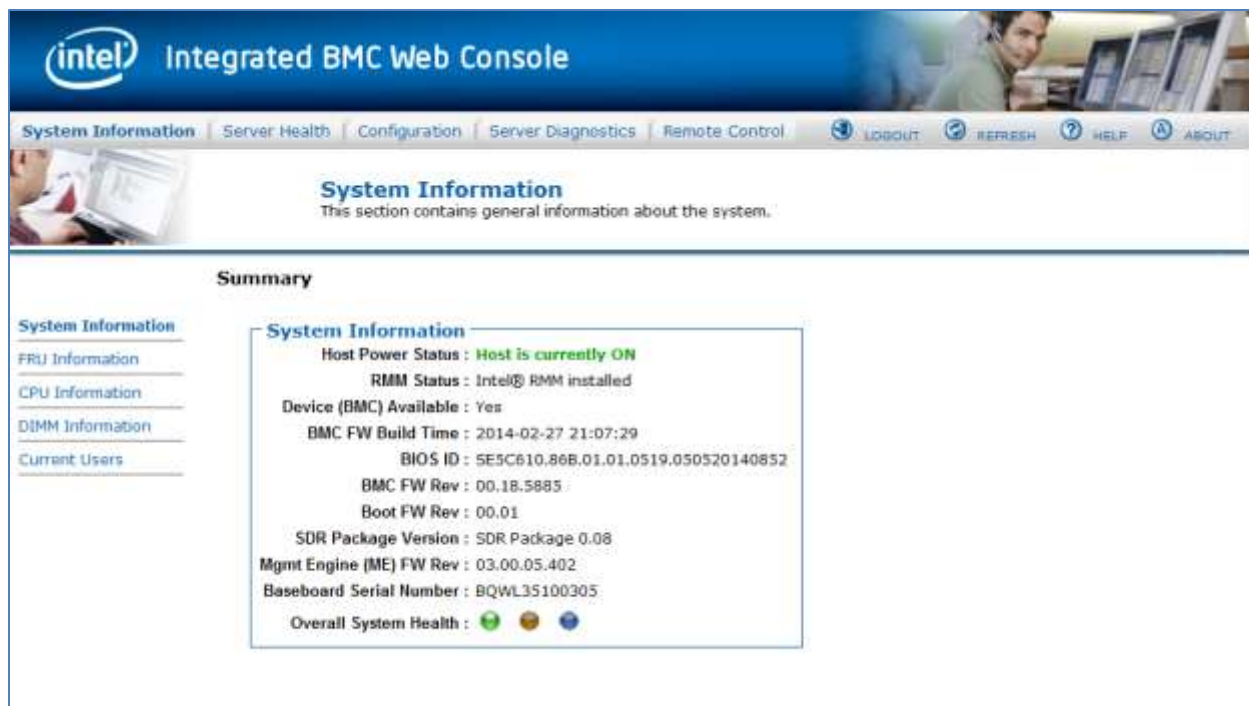 intel Integrated BMC Web Console
System Information Server Health Configuration Server Diagnostics Remote Control LOGOUT REFRESH HELP ABOUT
System Information
This section contains general information about the system.
Summary
System Information
FRU Information
CPU Information
DIMM Information
Current Users
System Information
Host Power Status : Host is currently ON
RMM Status : Intel® RMM installed
Device (BMC) Available : Yes
BMC FW Build Time : 2014-02-27 21:07:29
BIOS ID : SE5C610.86B.01.01.0519.050520140852
BMC FW Rev : 00.18.5885
Boot FW Rev : 00.01
SDR Package Version : SDR Package 0.08
Mgmt Engine (ME) FW Rev : 03.00.05.402
Baseboard Serial Number : BQWL35100305
Overall System Health :